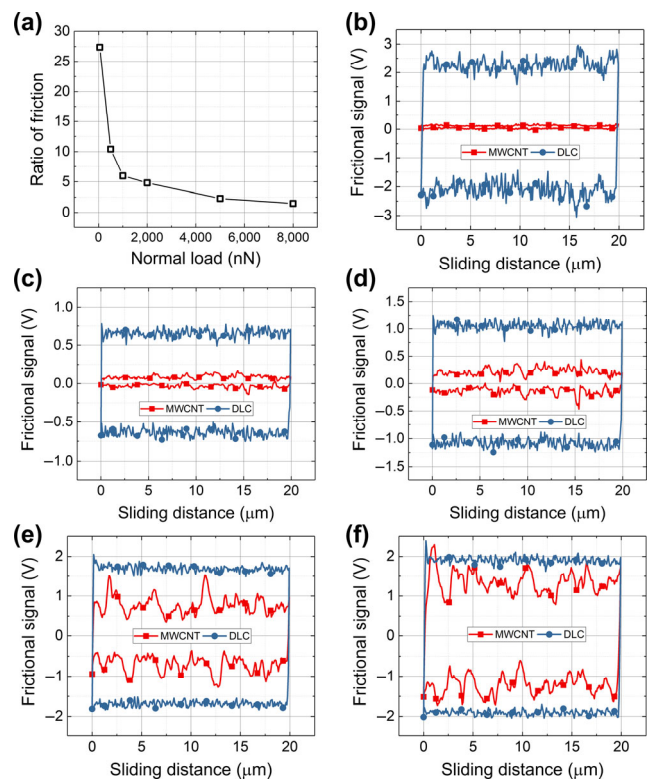 (a)
30
25
20
15
10
5
0
Ratio of friction
0 2,000 4,000 6,000 8,000
Normal load (nN)
(b)
3
2
1
0
−1
−2
−3
Frictional signal (V)
MWCNT DLC
0 5 10 15 20
Sliding distance (μm)
(c)
1.0
0.5
0.0
−0.5
−1.0
Frictional signal (V)
MWCNT DLC
0 5 10 15 20
Sliding distance (μm)
(d)
1.5
1.0
0.5
0.0
−0.5
−1.0
−1.5
Frictional signal (V)
MWCNT DLC
0 5 10 15 20
Sliding distance (μm)
(e)
2
1
0
−1
−2
Frictional signal (V)
MWCNT DLC
0 5 10 15 20
Sliding distance (μm)
(f)
2
1
0
−1
−2
Frictional signal (V)
MWCNT DLC
0 5 10 15 20
Sliding distance (μm)